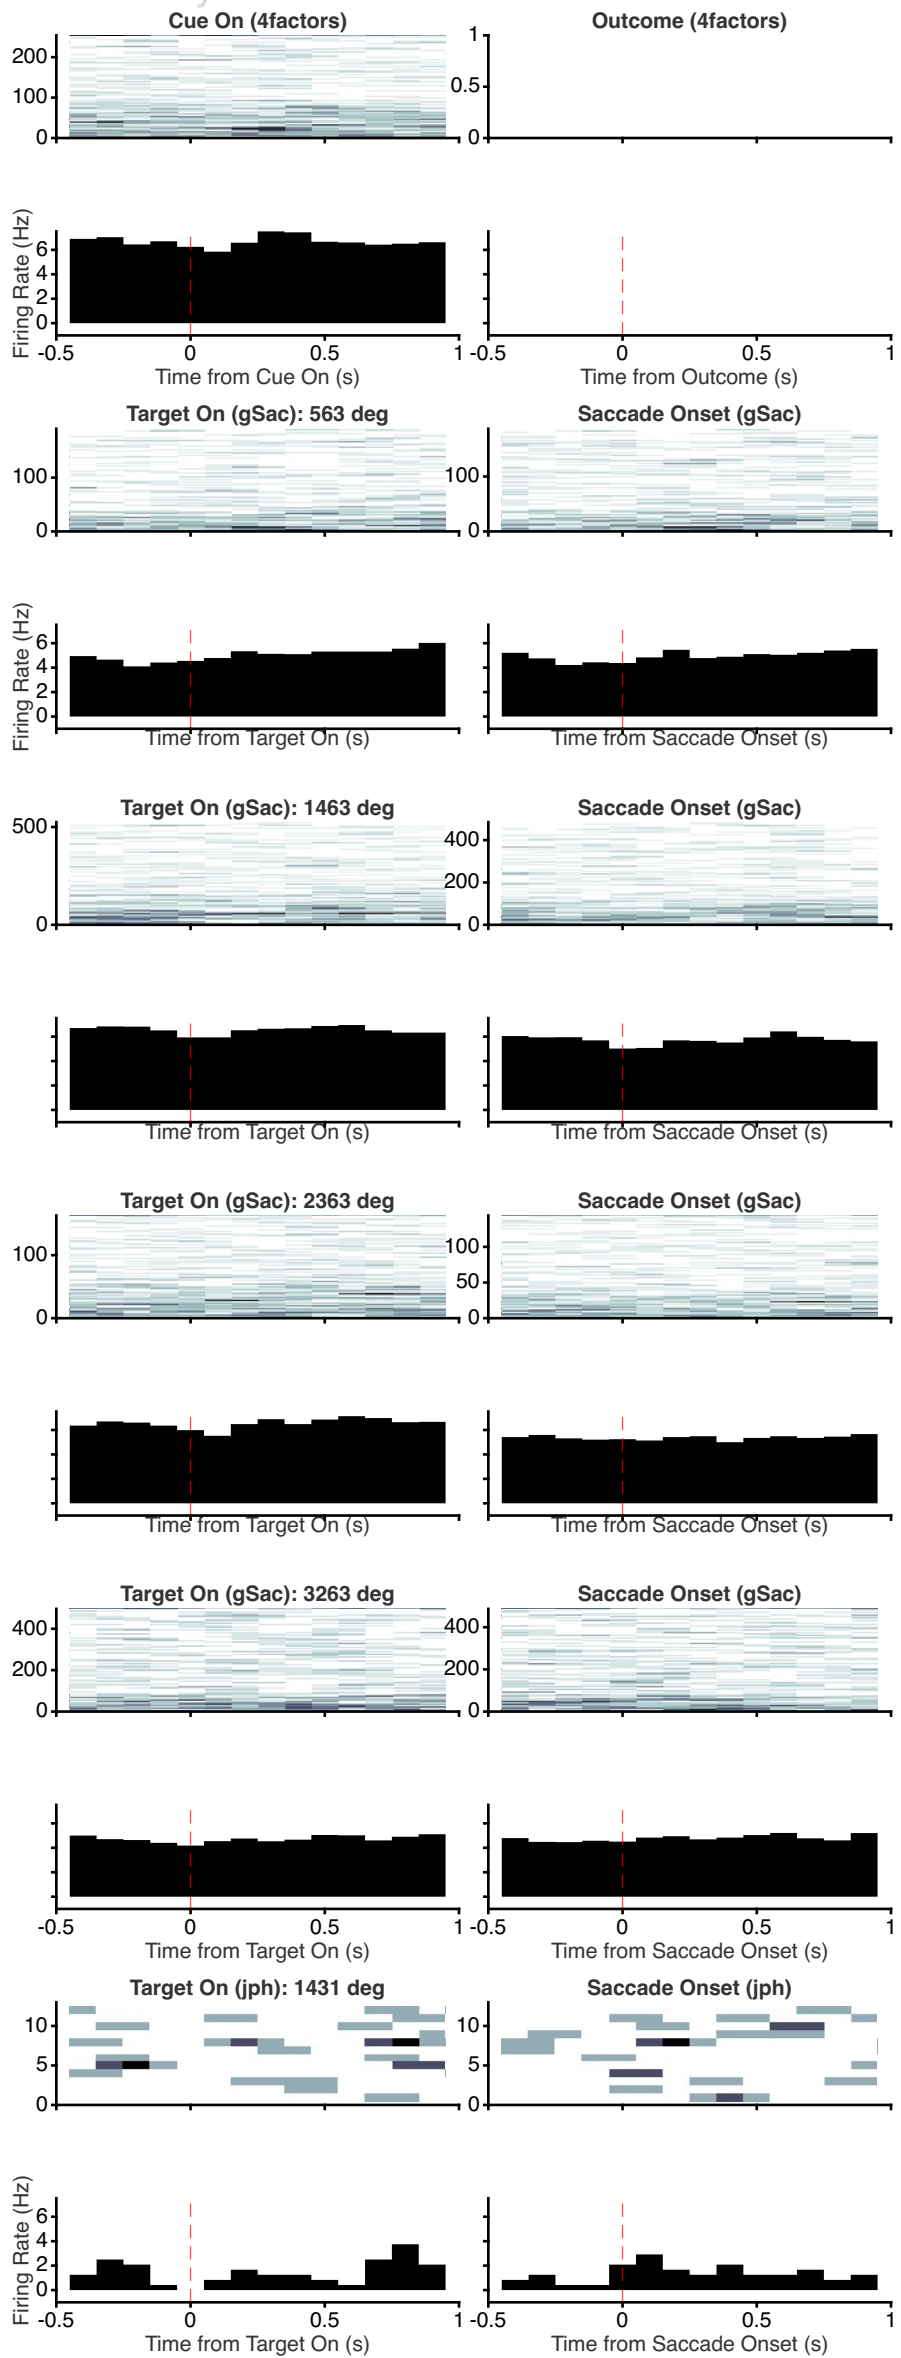 Cue On (4factors)
Outcome (4factors)
200
100
0
1
0.5
0
1
1
Firing Rate (Hz)
6
4
2
0
-0.5 0 0.5 1
-0.5 0 0.5 1
Time from Cue On (s)
Time from Outcome (s)
Target On (gSac): 563 deg
Saccade Onset (gSac)
100
0
100
0
Firing Rate (Hz)
6
4
2
0
Time from Target On (s)
Time from Saccade Onset (s)
Target On (gSac): 1463 deg
Saccade Onset (gSac)
500
0
400
200
0
Time from Target On (s)
Time from Saccade Onset (s)
Target On (gSac): 2363 deg
Saccade Onset (gSac)
100
0
100
50
0
Time from Target On (s)
Time from Saccade Onset (s)
Target On (gSac): 3263 deg
Saccade Onset (gSac)
400
200
0
400
200
0
-0.5 0 0.5 1
-0.5 0 0.5 1
Time from Target On (s)
Time from Saccade Onset (s)
Target On (jph): 1431 deg
Saccade Onset (jph)
10
5
0
10
5
0
Firing Rate (Hz)
6
4
2
0
-0.5 0 0.5 1
-0.5 0 0.5 1
Time from Target On (s)
Time from Saccade Onset (s)